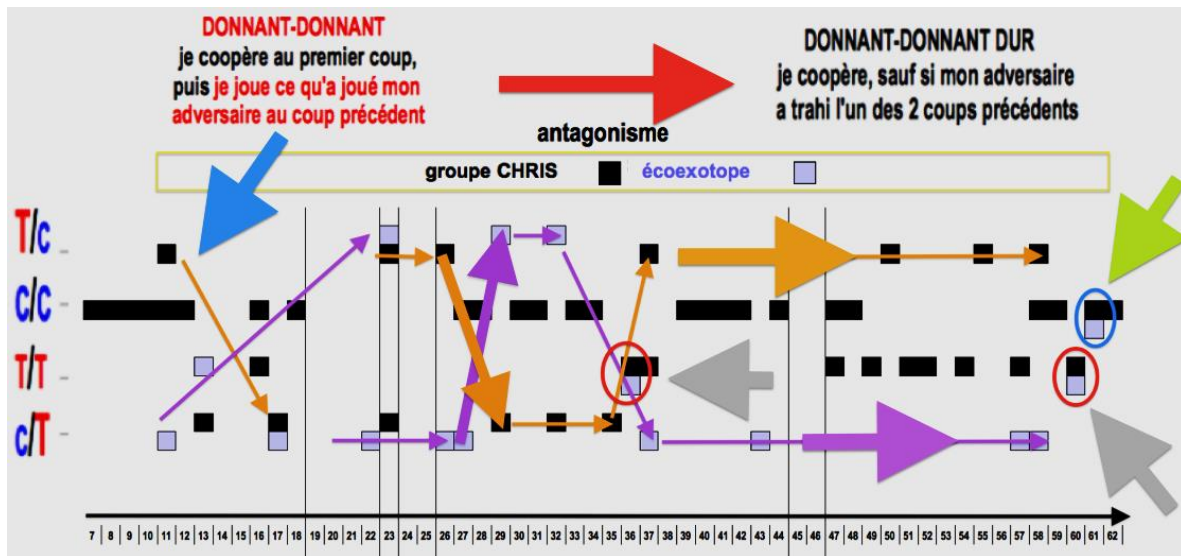 DONNANT-DONNANT
je coopère au premier coup,
puis je joue ce qu'a joué mon
adversaire au coup précédent
DONNANT-DONNANT DUR
je coopère, sauf si mon adversaire
a trahi l'un des 2 coups précédents
antagonisme
groupe CHRIS écoexotope
T/c
c/c
T/T
c/T
7 8 9 10 11 12 13 14 15 16 17 18 19 20 21 22 23 24 25 26 27 28 29 30 31 32 33 34 35 36 37 38 39 40 41 42 43 44 45 46 47 48 49 50 51 52 53 54 55 56 57 58 59 60 61 62